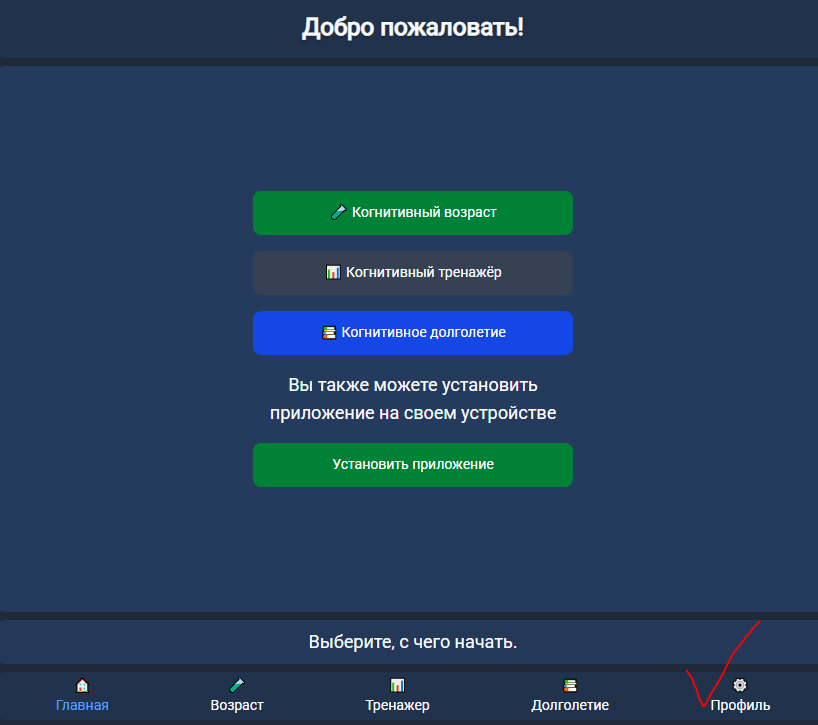 Добро пожаловать!
Когнитивный возраст
Когнитивный тренажёр
Когнитивное долголетие
Вы также можете установить
приложение на своем устройстве
Установить приложение
Выберите, с чего начать.
Главная
Возраст
Тренажер
Долголетие
Профиль